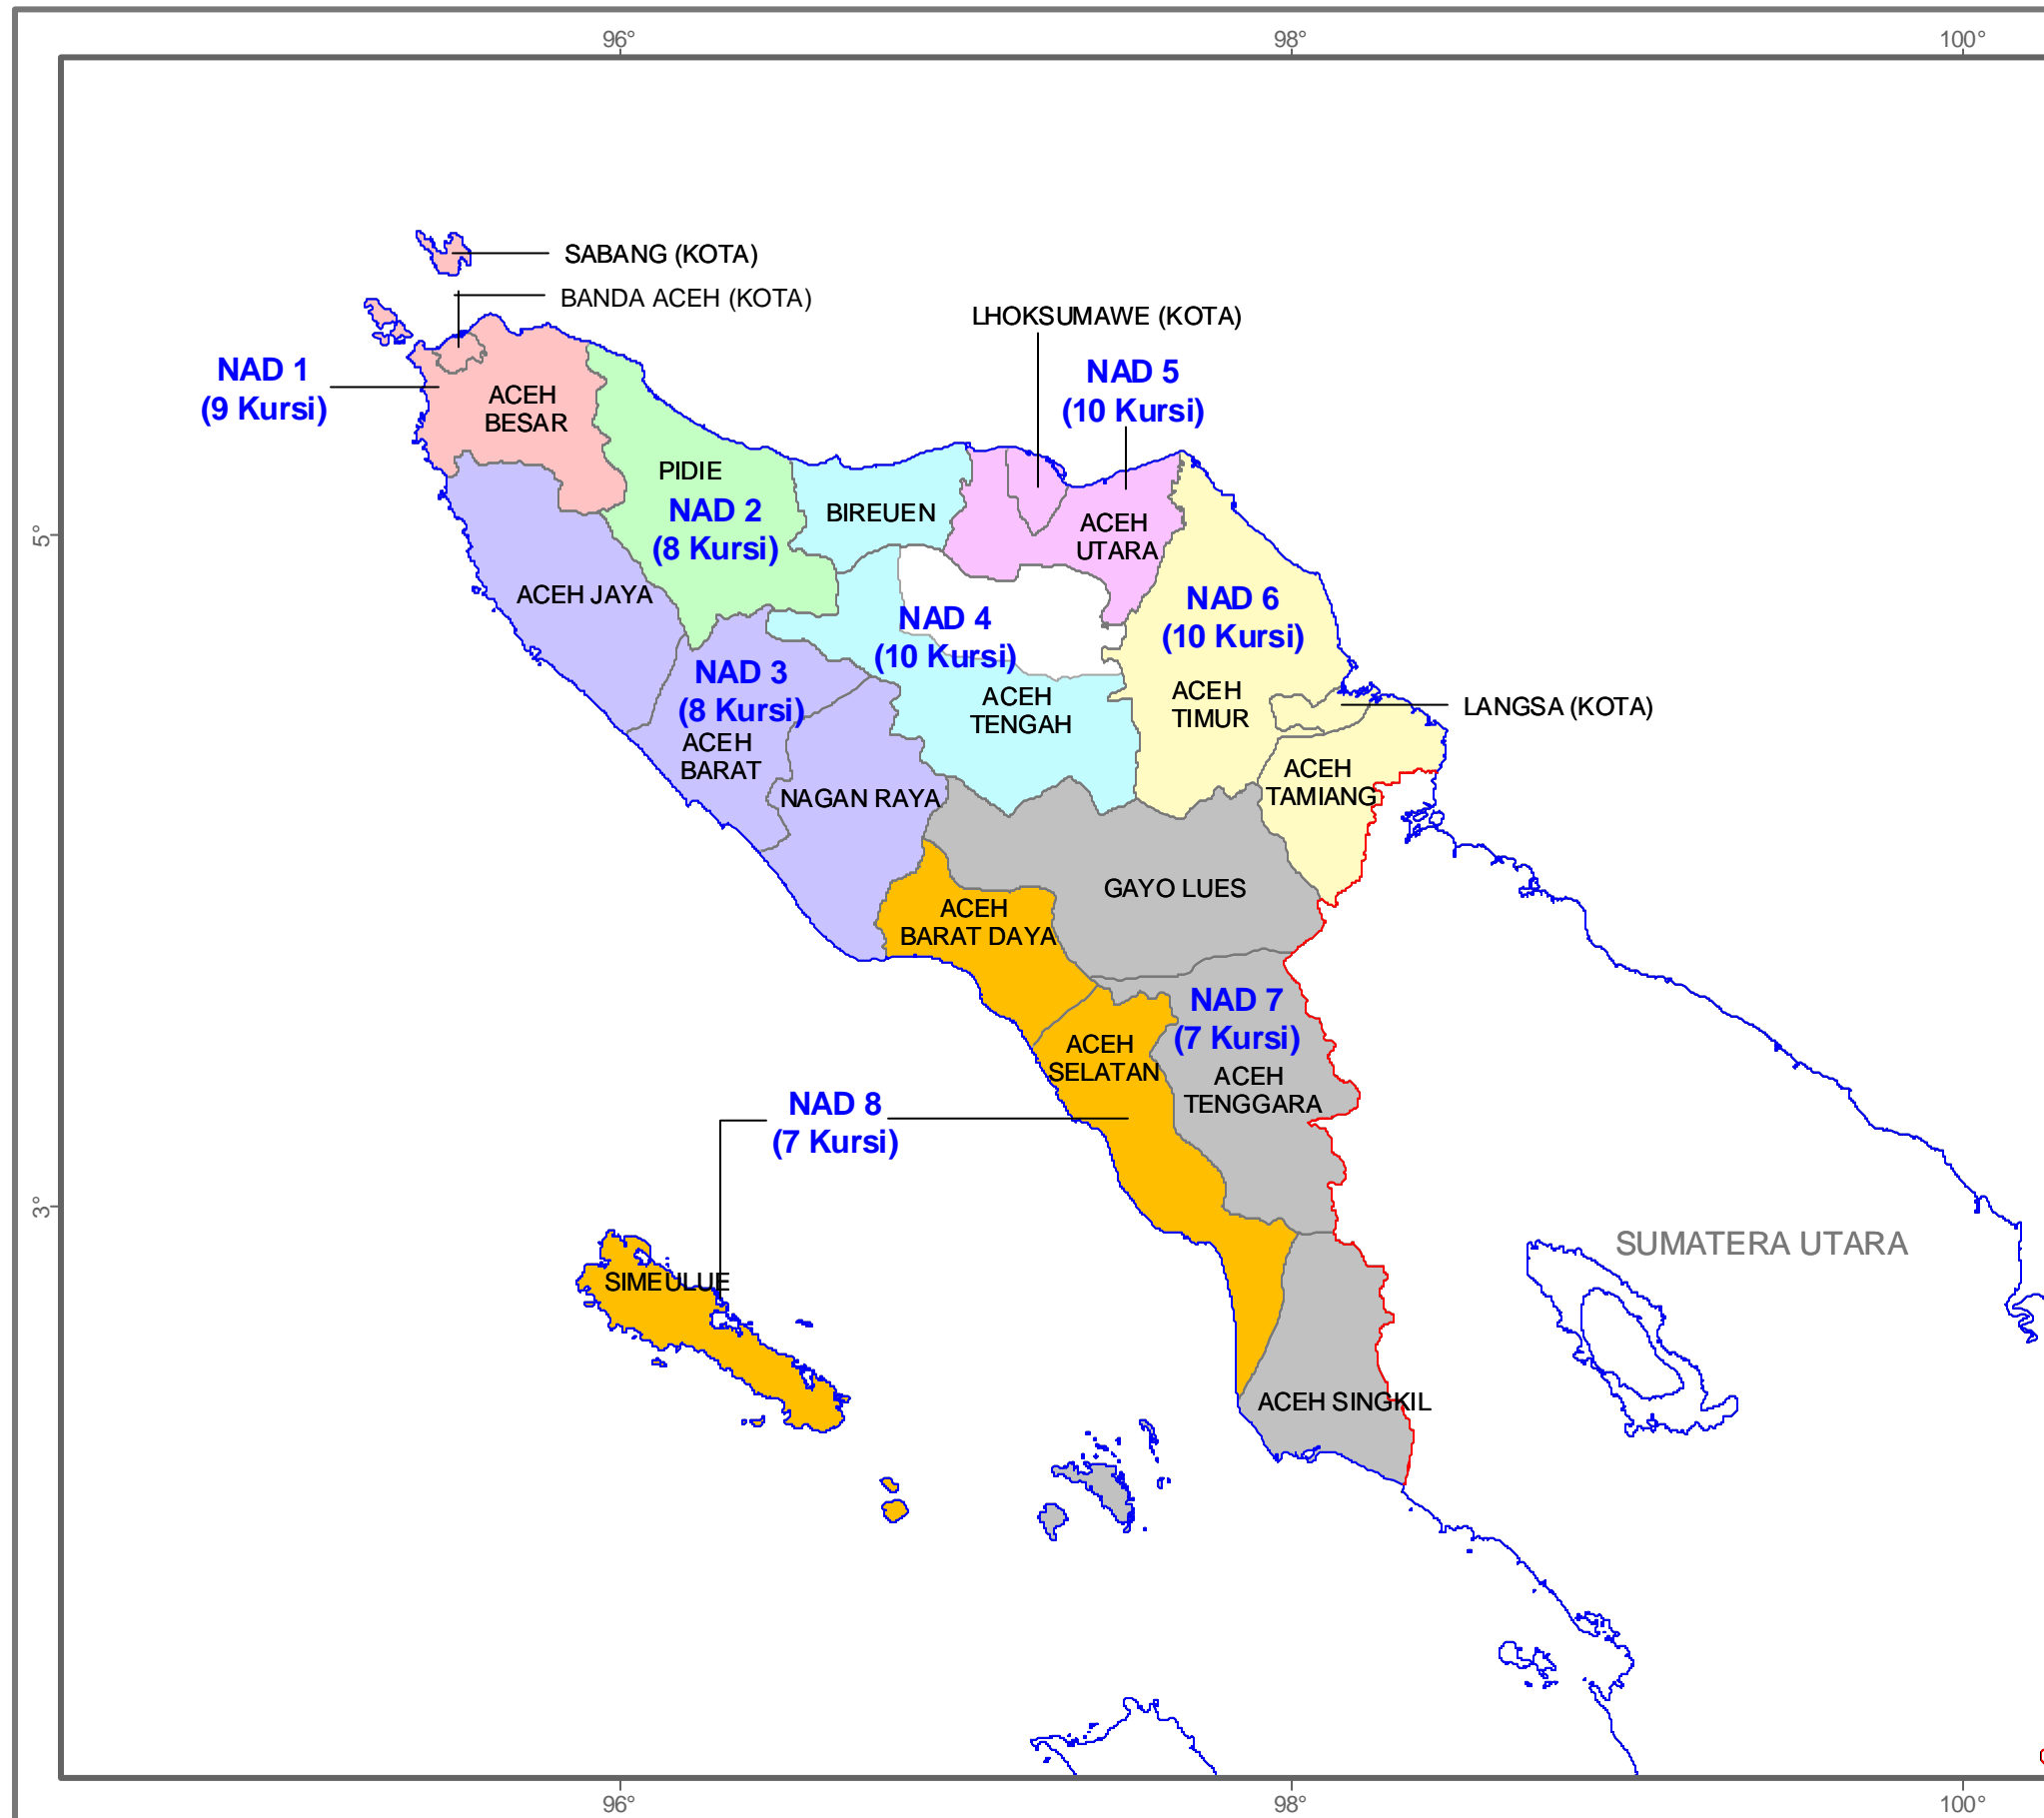 96°
98°
100°
SABANG (KOTA)
BANDA ACEH (KOTA)
LHOKSUMAWE (KOTA)
NAD 1
(9 Kursi)
NAD 5
(10 Kursi)
ACEH
BESAR
PIDIE
NAD 2
(8 Kursi)
BIREUEN
ACEH
UTARA
5°
ACEH JAYA
NAD 4
(10 Kursi)
NAD 6
(10 Kursi)
NAD 3
(8 Kursi)
ACEH
BARAT
ACEH
TENGAH
ACEH
TIMUR
LANGSA (KOTA)
NAGAN RAYA
ACEH
TAMIANG
GAYO LUES
ACEH
BARAT DAYA
NAD 7
(7 Kursi)
ACEH
SELATAN
ACEH
TENGGARA
NAD 8
(7 Kursi)
3°
SUMATERA UTARA
SIMEULUE
ACEH SINGKIL
96°
98°
100°